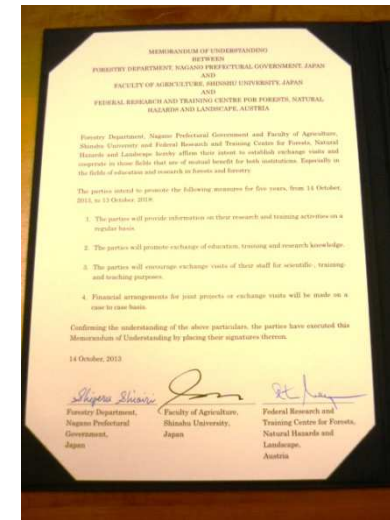 MEMORANDUM OF UNDERSTANDING
BETWEEN
FORESTRY DEPARTMENT, NAGANO PREFECTURAL GOVERNMENT, JAPAN
AND
FACULTY OF AGRICULTURE, SHINSHU UNIVERSITY, JAPAN
AND
FEDERAL RESEARCH AND TRAINING CENTRE FOR FORESTS, NATURAL
HAZARDS AND LANDSCAPE, AUSTRIA
Forestry Department, Nagano Prefectural Government and Faculty of Agriculture,
Shinshu University and Federal Research and Training Centre for Forests, Natural
Hazards and Landscape hereby affirm their intent to establish exchange visits and
cooperate in those fields that are of mutual benefit for both institutions. Especially in
the fields of education and research in forests and forestry.
The parties intend to promote the following measures for five years, from 14 October,
2013, to 13 October, 2018:
1. The parties will provide information on their research and training activities on a
regular basis.
2. The parties will promote exchange of education, training and research knowledge.
3. The parties will encourage exchange visits of their staff for scientific-, training-
and teaching purposes.
4. Financial arrangements for joint projects or exchange visits will be made on a
case to case basis.
Confirming the understanding of the above particulars, the parties have executed this
Memorandum of Understanding by placing their signatures thereon.
14 October, 2013
Shigeru Shioiri
Forestry Department,
Nagano Prefectural
Government,
Japan
Faculty of Agriculture,
Shinshu University,
Japan
Federal Research and
Training Centre for Forests,
Natural Hazards and
Landscape,
Austria